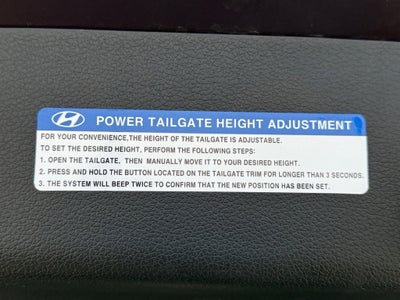 POWER TAILGATE HEIGHT ADJUSTMENT
FOR YOUR CONVENIENCE,THE HEIGHT OF THE TAILGATE IS ADJUSTABLE.
TO SET THE DESIRED HEIGHT, PERFORM THE FOLLOWING STEPS:
1. OPEN THE TAILGATE, THEN MANUALLY MOVE IT TO YOUR DESIRED HEIGHT.
2. PRESS AND HOLD THE BUTTON LOCATED ON THE TAILGATE TRIM FOR LONGER THAN 3 SECONDS.
3. THE SYSTEM WILL BEEP TWICE TO CONFIRM THAT THE NEW POSITION HAS BEEN SET.